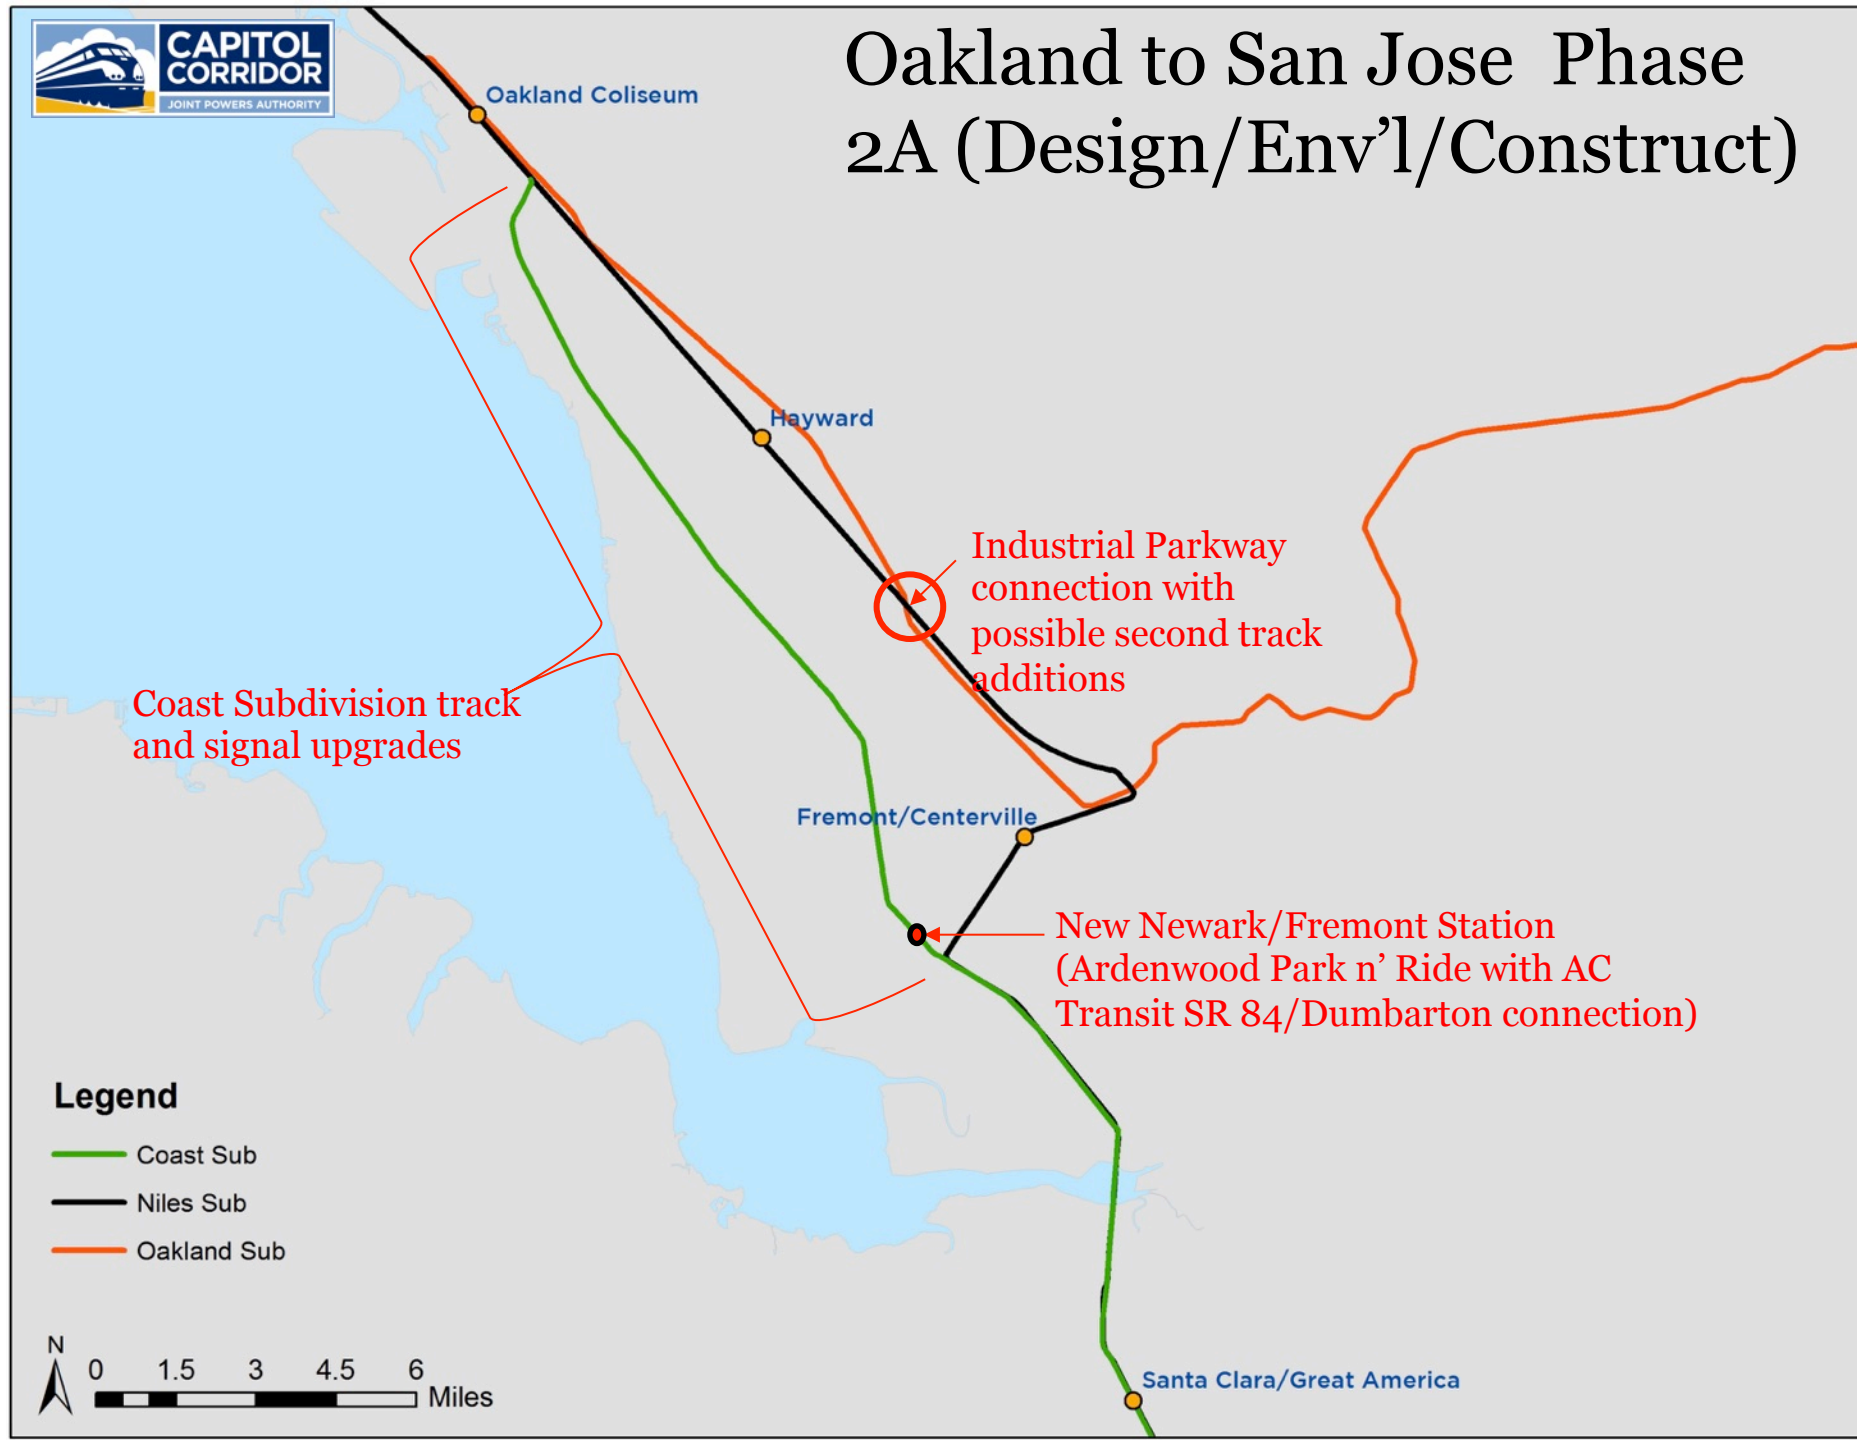 CAPITOL
CORRIDOR
JOINT POWERS AUTHORITY
Oakland to San Jose Phase
2A (Design/Env’l/Construct)
Oakland Coliseum
Hayward
Industrial Parkway
connection with
possible second track
additions
Coast Subdivision track
and signal upgrades
Fremont/Centerville
New Newark/Fremont Station
(Ardenwood Park n’ Ride with AC
Transit SR 84/Dumbarton connection)
Legend
Coast Sub
Niles Sub
Oakland Sub
N
0 1.5 3 4.5 6
Miles
Santa Clara/Great America